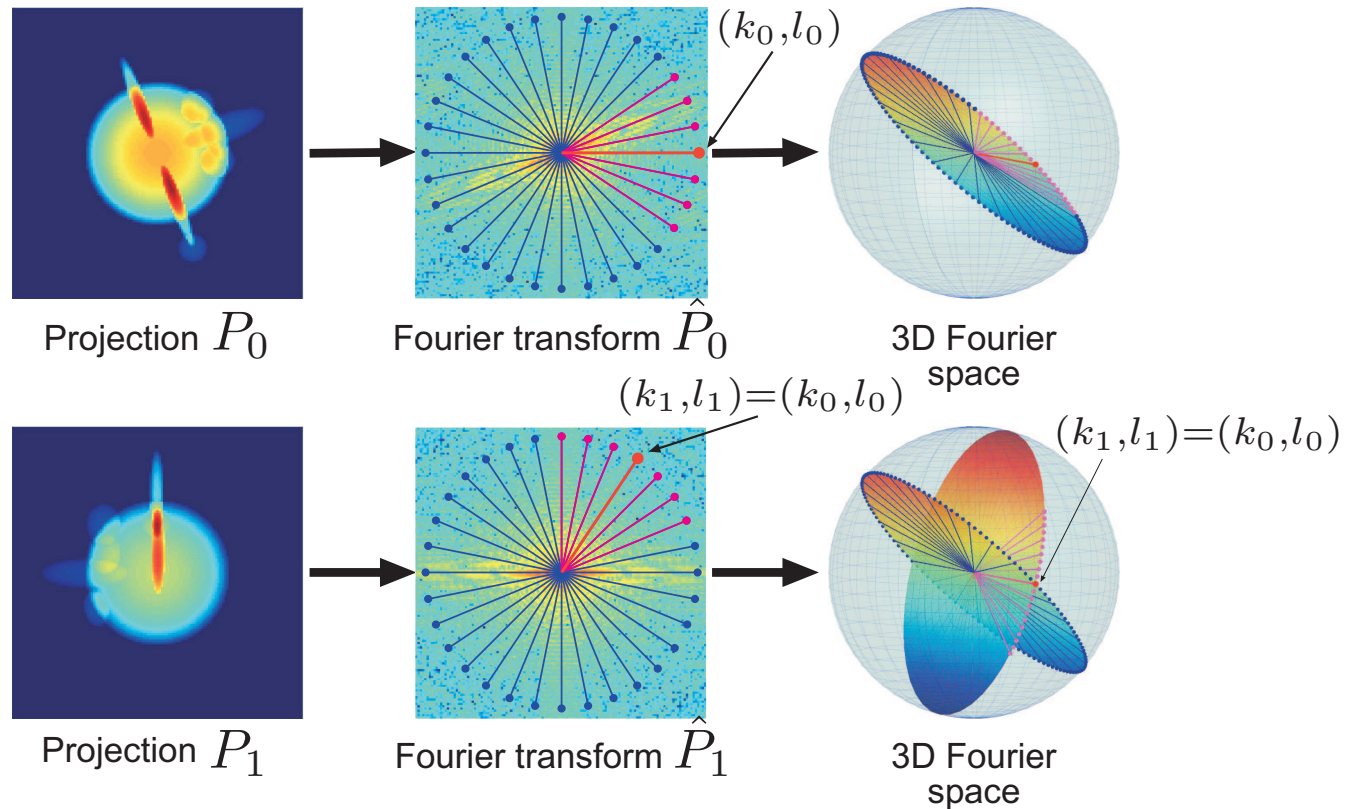 (k₀,l₀)
Projection P₀
Fourier transform P̂₀
3D Fourier
space
(k₁,l₁)=(k₀,l₀)
(k₁,l₁)=(k₀,l₀)
Projection P₁
Fourier transform P̂₁
3D Fourier
space